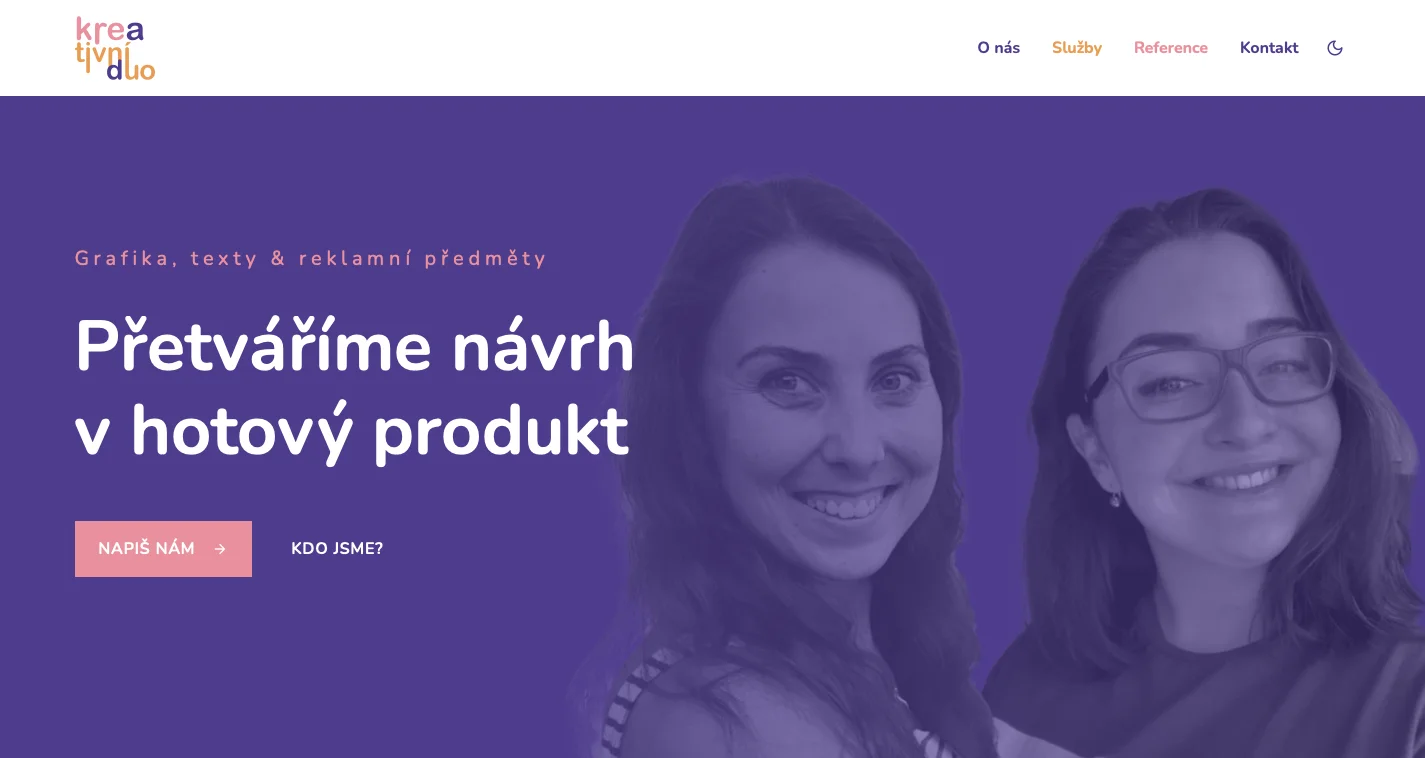 krea
tivní
duo
O nás
Služby
Reference
Kontakt
Grafika, texty & reklamní předměty
Přetváříme návrh
v hotový produkt
NAPIŠ NÁM
KDO JSME?